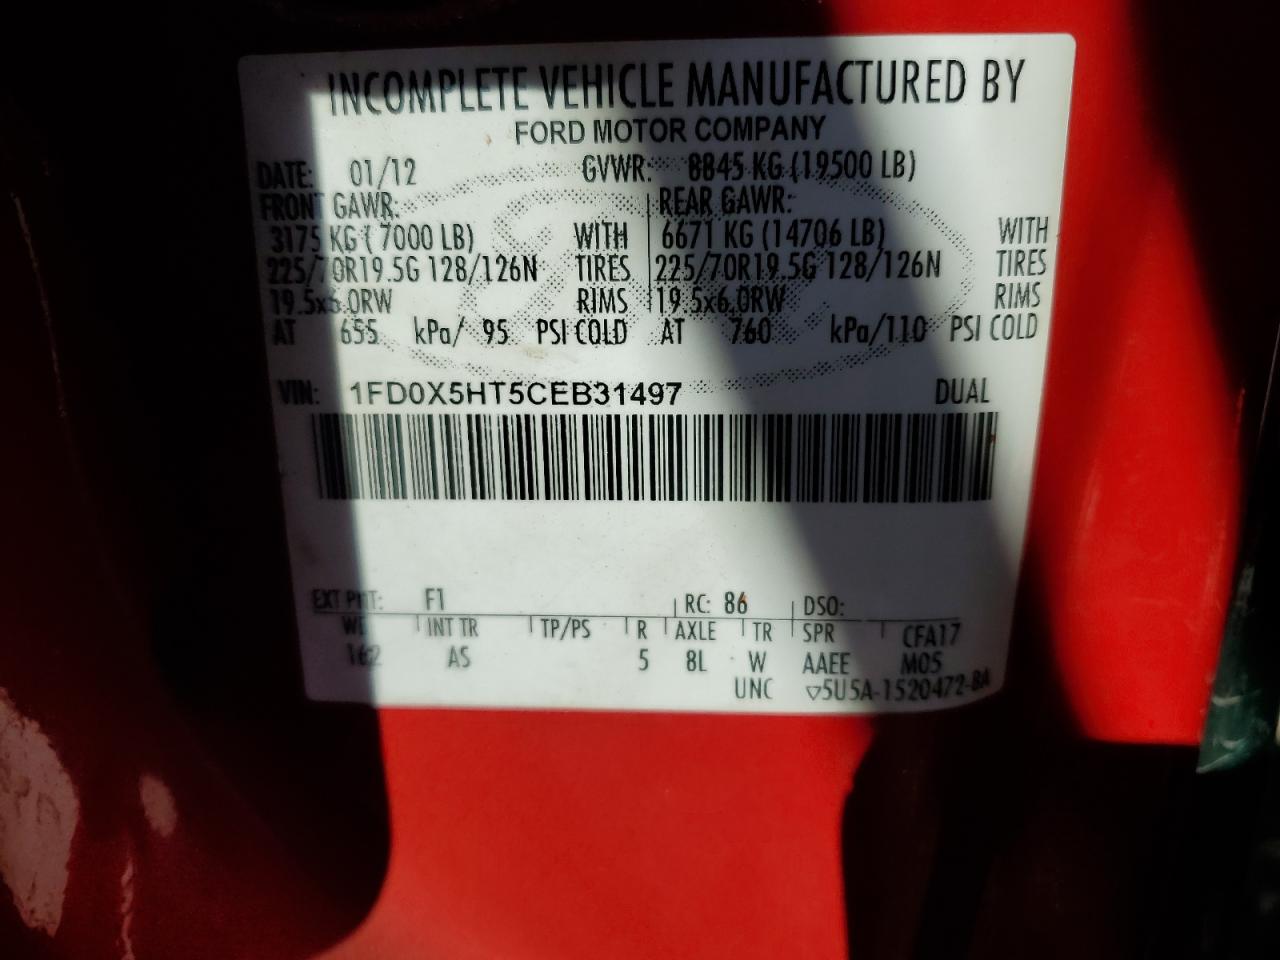 INCOMPLETE VEHICLE MANUFACTURED BY
FORD MOTOR COMPANY
DATE: 01/12 GVWR: 8845 KG (19500 LB)
FRONT GAWR: REAR GAWR:
3175 KG ( 7000 LB) WITH 6671 KG (14706 LB) WITH
225/70R19.5G 128/126N TIRES 225/70R19.5G 128/126N TIRES
19.5x6.0RW RIMS 19.5x6.0RW RIMS
AT 655 kPa/ 95 PSI COLD AT 760 kPa/110 PSI COLD
VIN: 1FD0X5HT5CEB31497 DUAL
EXT PNT: F1 RC: 86 DSO:
WB INT TR TP/PS R AXLE TR SPR CFA17
162 AS 5 8L W AAEE M05
UNC ▽5U5A-1520472-BA